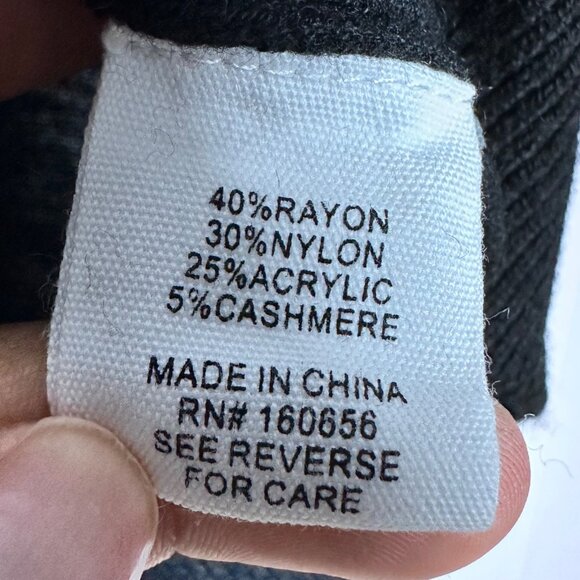 40%RAYON
30%NYLON
25%ACRYLIC
5%CASHMERE
MADE IN CHINA
RN# 160656
SEE REVERSE
FOR CARE